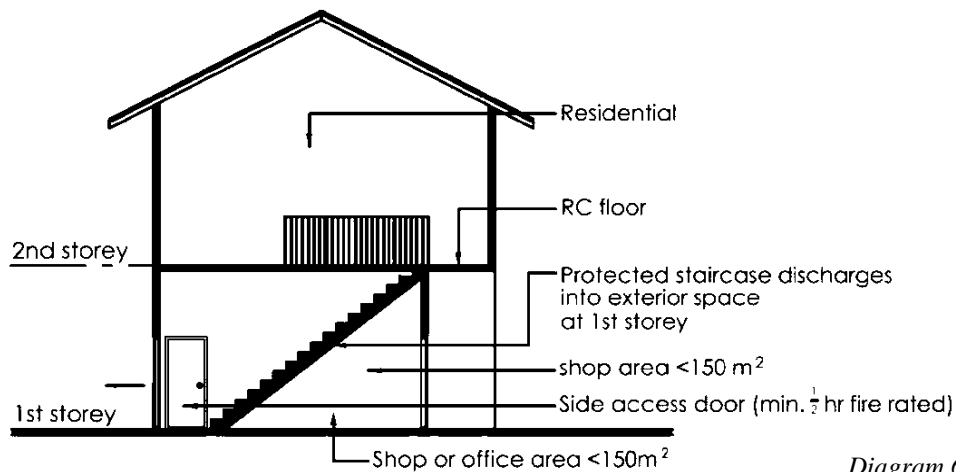 Residential
RC floor
2nd storey
Protected staircase discharges
into exterior space
at 1st storey
shop area <150 m²
Side access door (min. ½ hr fire rated)
1st storey
Shop or office area <150m²
Diagram